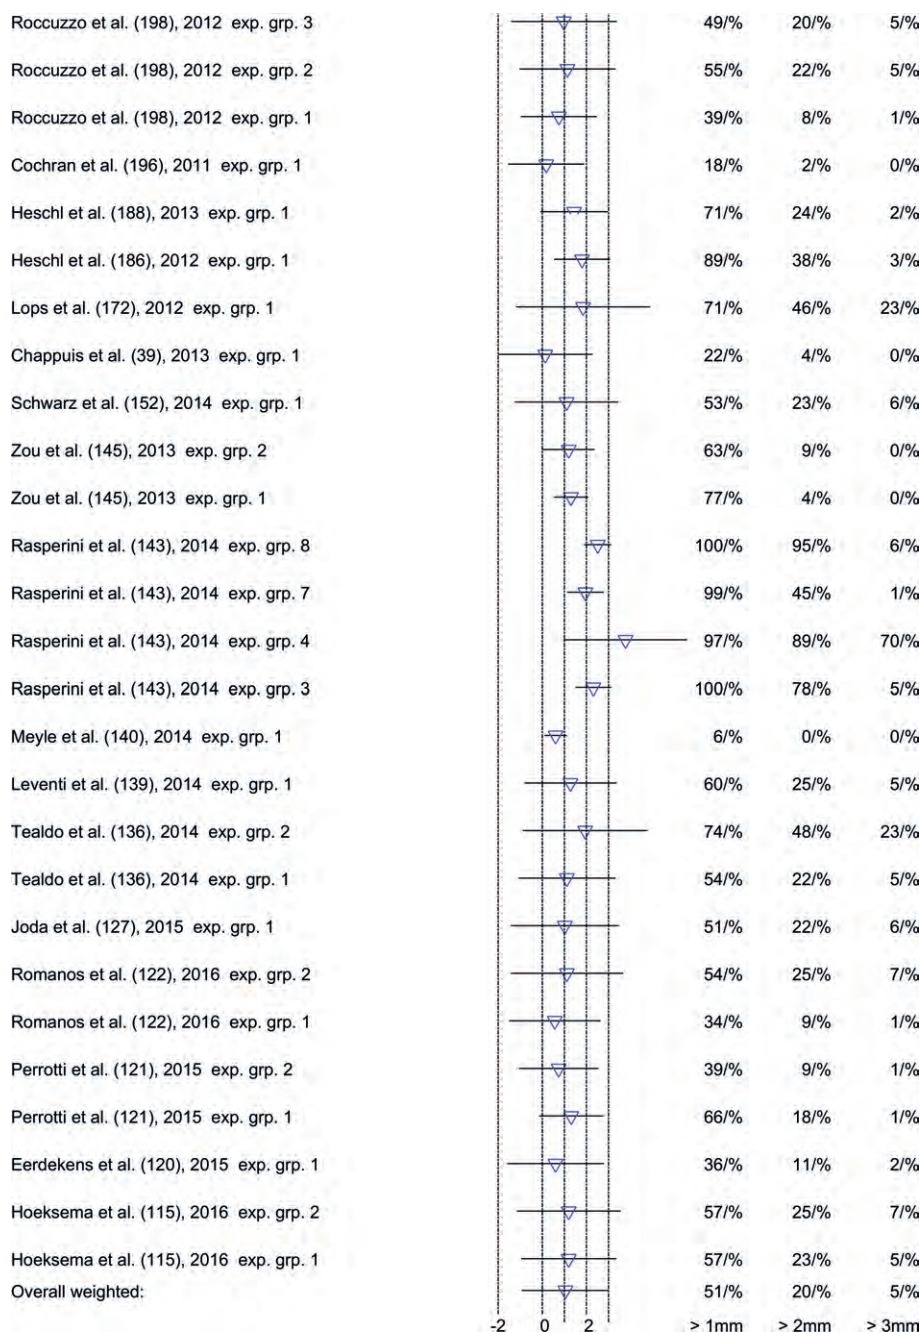 Roccuzzo et al. (198), 2012 exp. grp. 3 49/% 20/% 5/%
Roccuzzo et al. (198), 2012 exp. grp. 2 55/% 22/% 5/%
Roccuzzo et al. (198), 2012 exp. grp. 1 39/% 8/% 1/%
Cochran et al. (196), 2011 exp. grp. 1 18/% 2/% 0/%
Heschl et al. (188), 2013 exp. grp. 1 71/% 24/% 2/%
Heschl et al. (186), 2012 exp. grp. 1 89/% 38/% 3/%
Lops et al. (172), 2012 exp. grp. 1 71/% 46/% 23/%
Chappuis et al. (39), 2013 exp. grp. 1 22/% 4/% 0/%
Schwarz et al. (152), 2014 exp. grp. 1 53/% 23/% 6/%
Zou et al. (145), 2013 exp. grp. 2 63/% 9/% 0/%
Zou et al. (145), 2013 exp. grp. 1 77/% 4/% 0/%
Rasperini et al. (143), 2014 exp. grp. 8 100/% 95/% 6/%
Rasperini et al. (143), 2014 exp. grp. 7 99/% 45/% 1/%
Rasperini et al. (143), 2014 exp. grp. 4 97/% 89/% 70/%
Rasperini et al. (143), 2014 exp. grp. 3 100/% 78/% 5/%
Meyle et al. (140), 2014 exp. grp. 1 6/% 0/% 0/%
Leventi et al. (139), 2014 exp. grp. 1 60/% 25/% 5/%
Tealdo et al. (136), 2014 exp. grp. 2 74/% 48/% 23/%
Tealdo et al. (136), 2014 exp. grp. 1 54/% 22/% 5/%
Joda et al. (127), 2015 exp. grp. 1 51/% 22/% 6/%
Romanos et al. (122), 2016 exp. grp. 2 54/% 25/% 7/%
Romanos et al. (122), 2016 exp. grp. 1 34/% 9/% 1/%
Perrotti et al. (121), 2015 exp. grp. 2 39/% 9/% 1/%
Perrotti et al. (121), 2015 exp. grp. 1 66/% 18/% 1/%
Eerdekens et al. (120), 2015 exp. grp. 1 36/% 11/% 2/%
Hoeksema et al. (115), 2016 exp. grp. 2 57/% 25/% 7/%
Hoeksema et al. (115), 2016 exp. grp. 1 57/% 23/% 5/%
Overall weighted: 51/% 20/% 5/%
-2 0 2 > 1mm > 2mm > 3mm